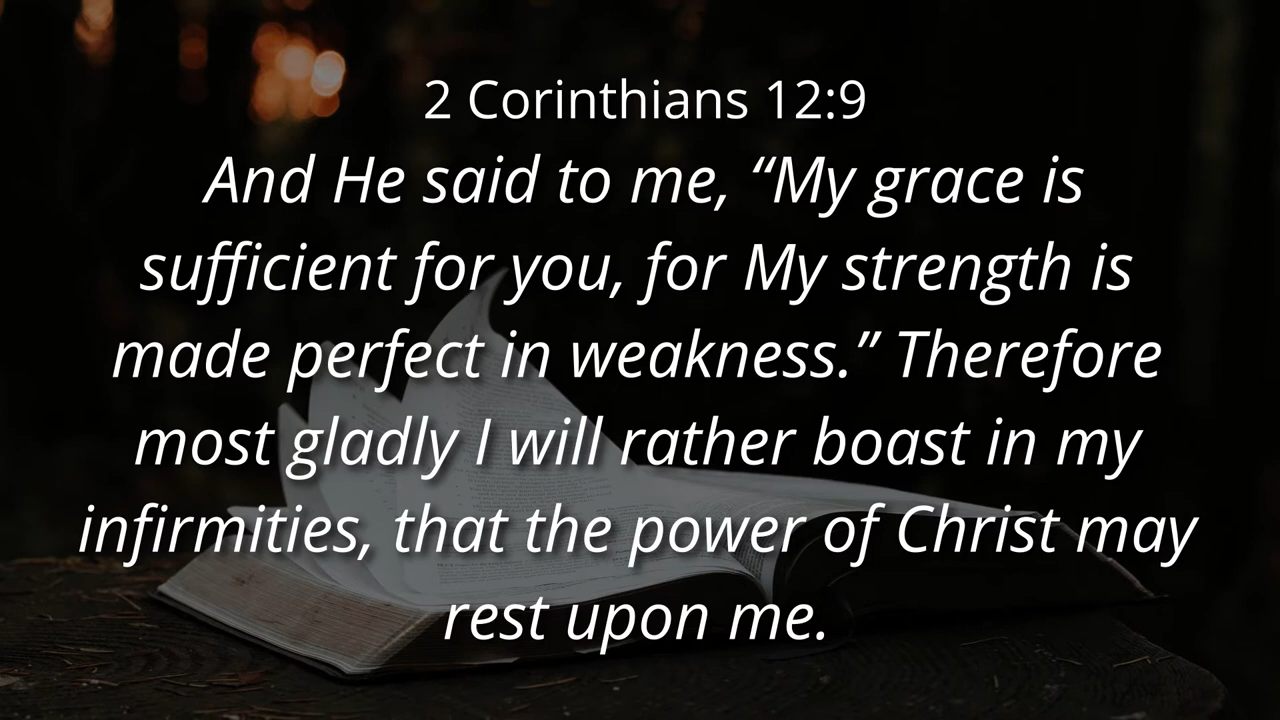 2 Corinthians 12:9
And He said to me, “My grace is
sufficient for you, for My strength is
made perfect in weakness.” Therefore
most gladly I will rather boast in my
infirmities, that the power of Christ may
rest upon me.